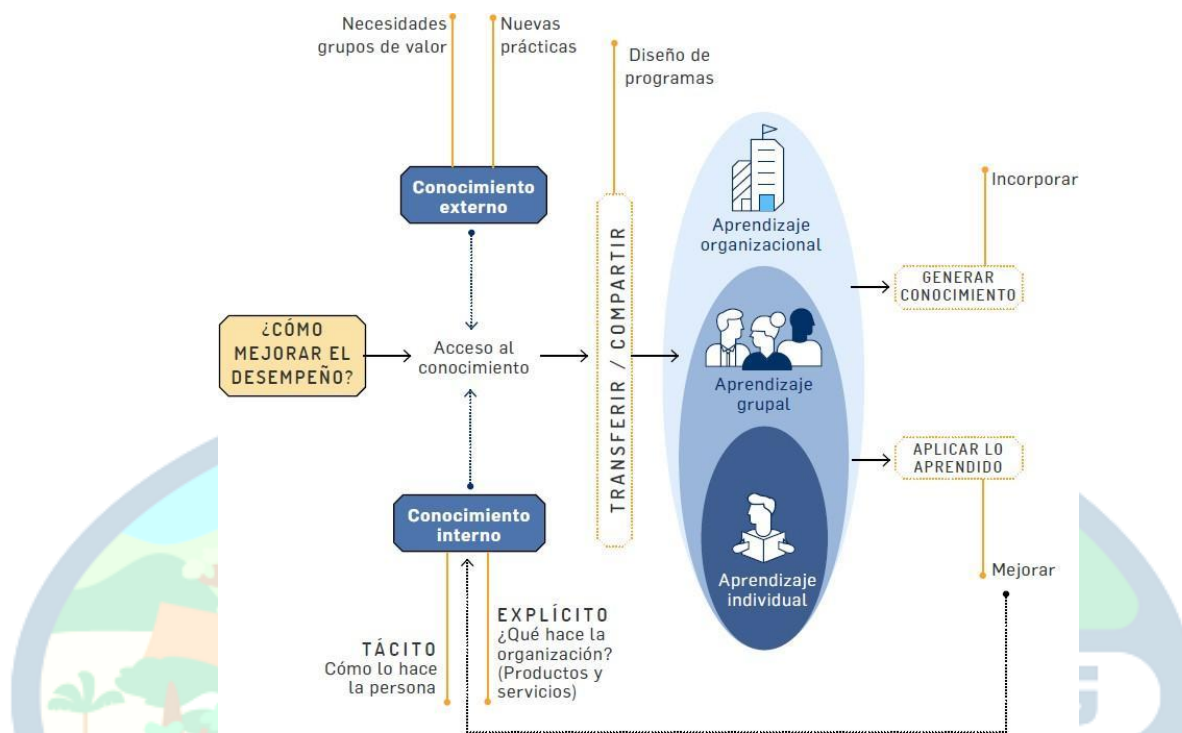 Necesidades
grupos de valor
Nuevas
prácticas
Diseño de
programas
Conocimiento
externo
¿CÓMO
MEJORAR EL
DESEMPEÑO?
Acceso al
conocimiento
TRANSFERIR / COMPARTIR
Aprendizaje
organizacional
Aprendizaje
grupal
Aprendizaje
individual
Incorporar
GENERAR
CONOCIMIENTO
APLICAR LO
APRENDIDO
Mejorar
Conocimiento
interno
TÁCITO
Cómo lo hace
la persona
EXPLÍCITO
¿Qué hace la
organización?
(Productos y
servicios)